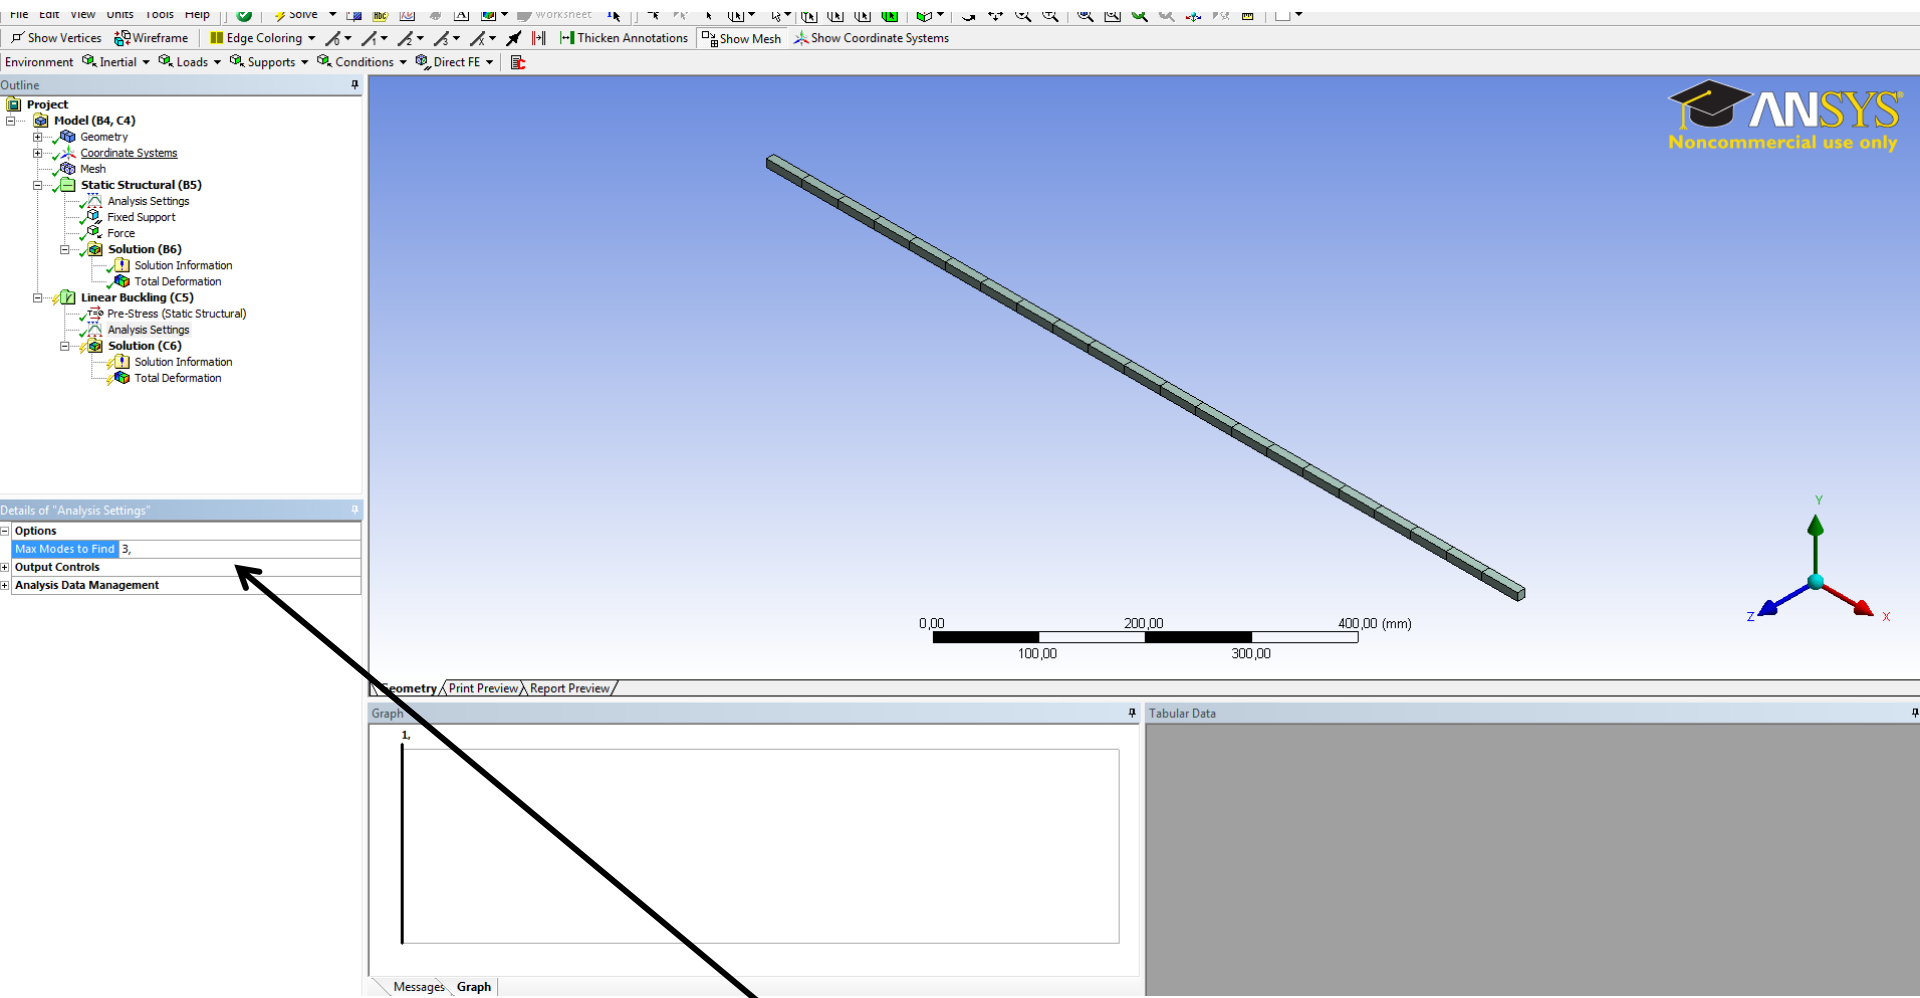 File Edit View Units Tools Help Solve Worksheet
Show Vertices Wireframe Edge Coloring Thicken Annotations Show Mesh Show Coordinate Systems
Environment Inertial Loads Supports Conditions Direct FE
Outline
Project
Model (B4, C4)
Geometry
Coordinate Systems
Mesh
Static Structural (B5)
Analysis Settings
Fixed Support
Force
Solution (B6)
Solution Information
Total Deformation
Linear Buckling (C5)
Pre-Stress (Static Structural)
Analysis Settings
Solution (C6)
Solution Information
Total Deformation
Details of "Analysis Settings"
Options
Max Modes to Find 3,
Output Controls
Analysis Data Management
ANSYS
Noncommercial use only
Y
Z
X
0,00 200,00 400,00 (mm)
100,00 300,00
Geometry Print Preview Report Preview
Graph
1,
Tabular Data
Messages Graph